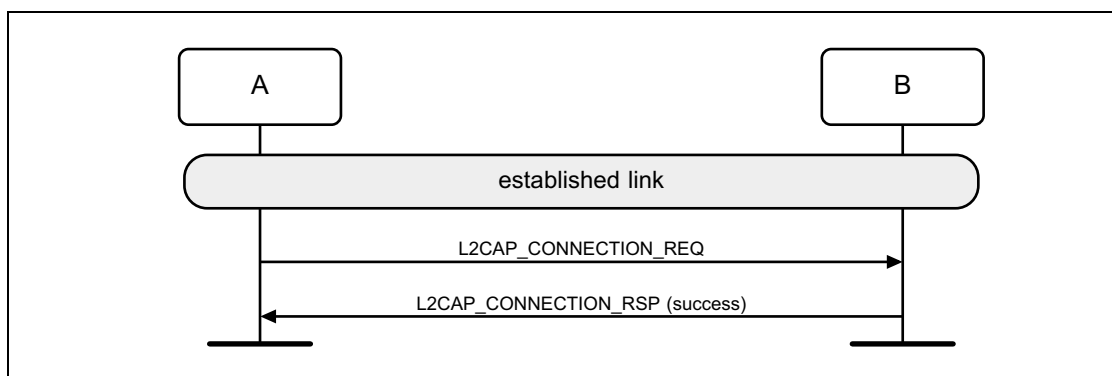 A
B
established link
L2CAP_CONNECTION_REQ
L2CAP_CONNECTION_RSP (success)